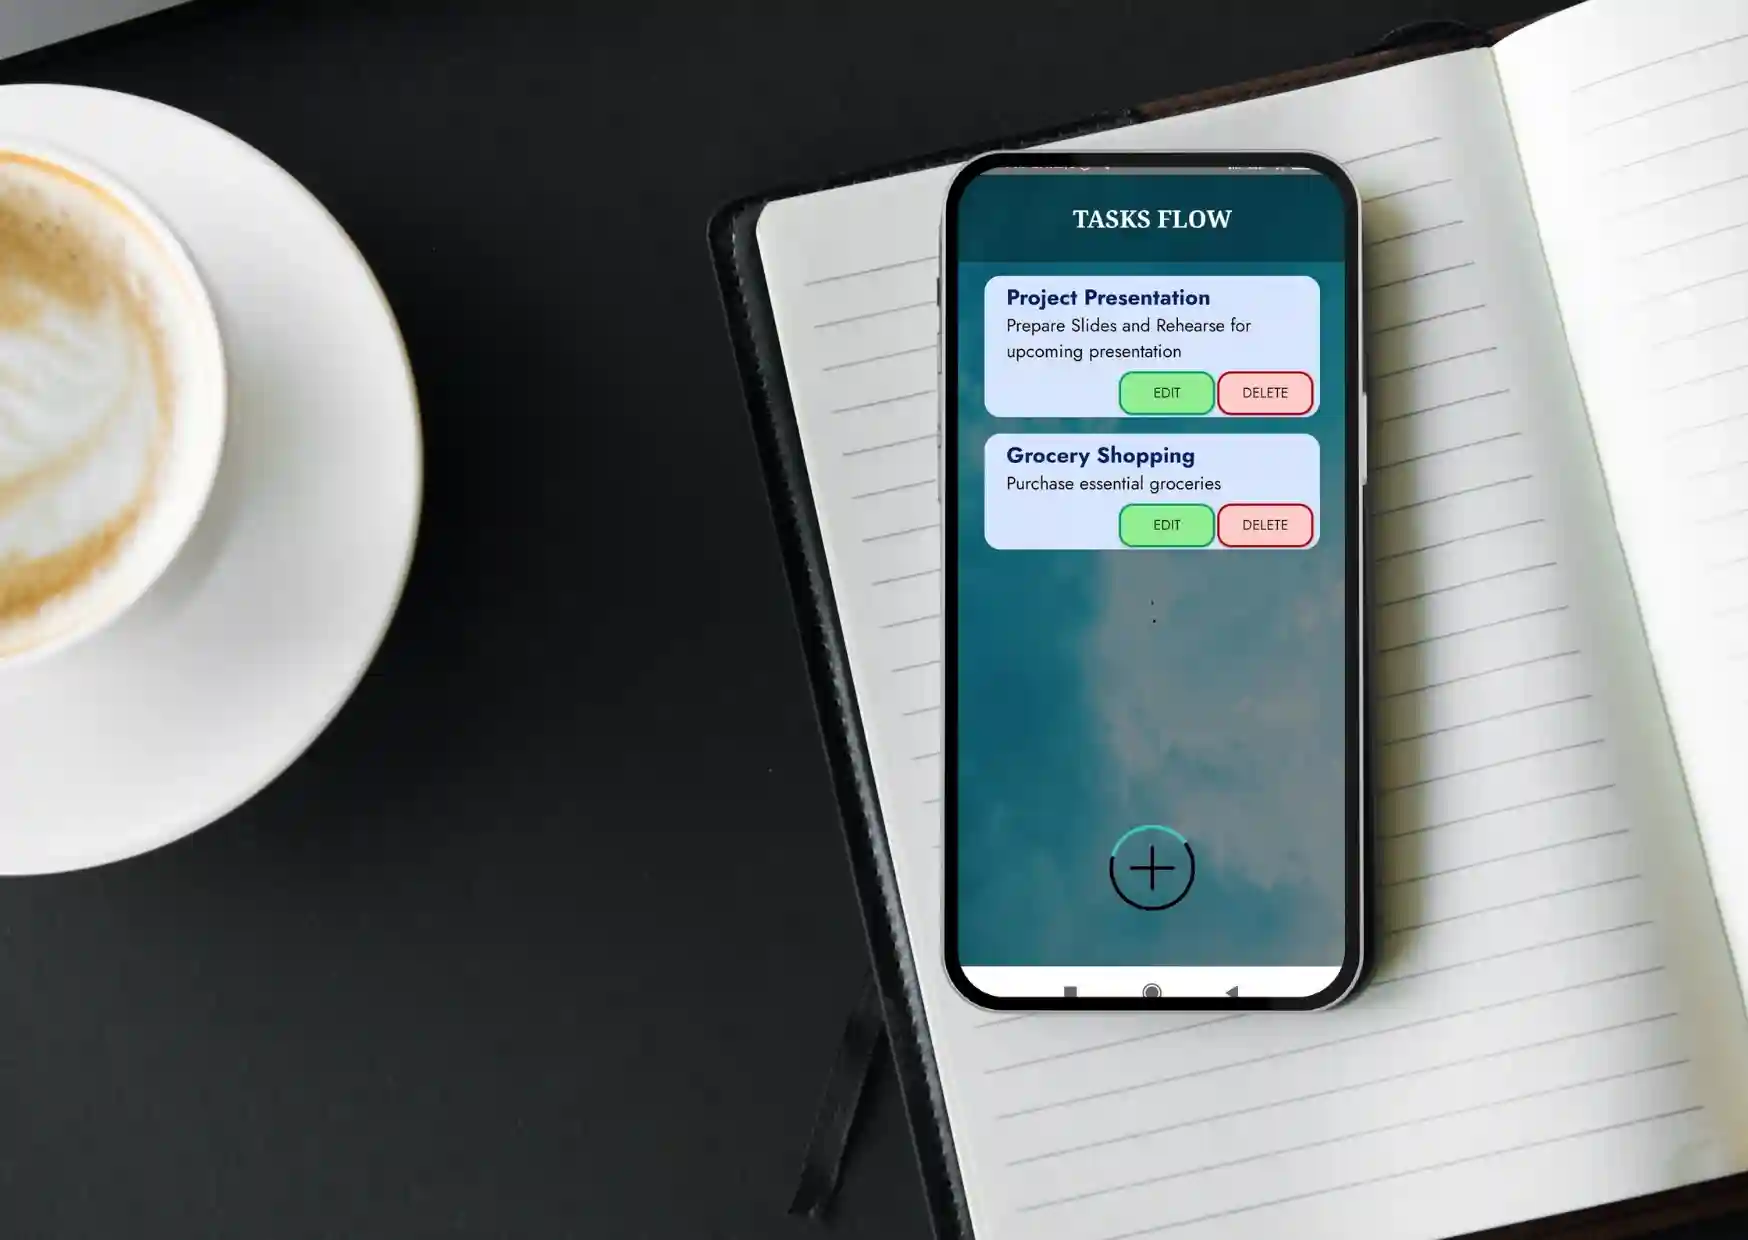 TASKS FLOW
Project Presentation
Prepare Slides and Rehearse for
upcoming presentation
EDIT DELETE
Grocery Shopping
Purchase essential groceries
EDIT DELETE